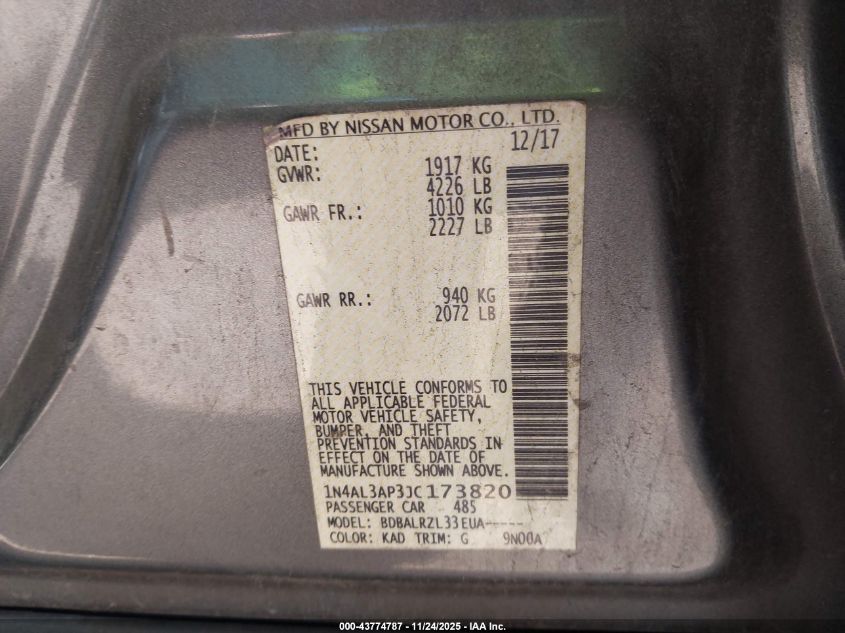 MFD BY NISSAN MOTOR CO., LTD.
DATE: 12/17
GVWR: 1917 KG
4226 LB
GAWR FR.: 1010 KG
2227 LB
GAWR RR.: 940 KG
2072 LB
THIS VEHICLE CONFORMS TO
ALL APPLICABLE FEDERAL
MOTOR VEHICLE SAFETY,
BUMPER, AND THEFT
PREVENTION STANDARDS IN
EFFECT ON THE DATE OF
MANUFACTURE SHOWN ABOVE.
1N4AL3AP3JC173820
PASSENGER CAR 485
MODEL: BDBALRZL33EUA-----
COLOR: KAD TRIM: G 9N00A
000-43774787 - 11/24/2025 - IAA Inc.